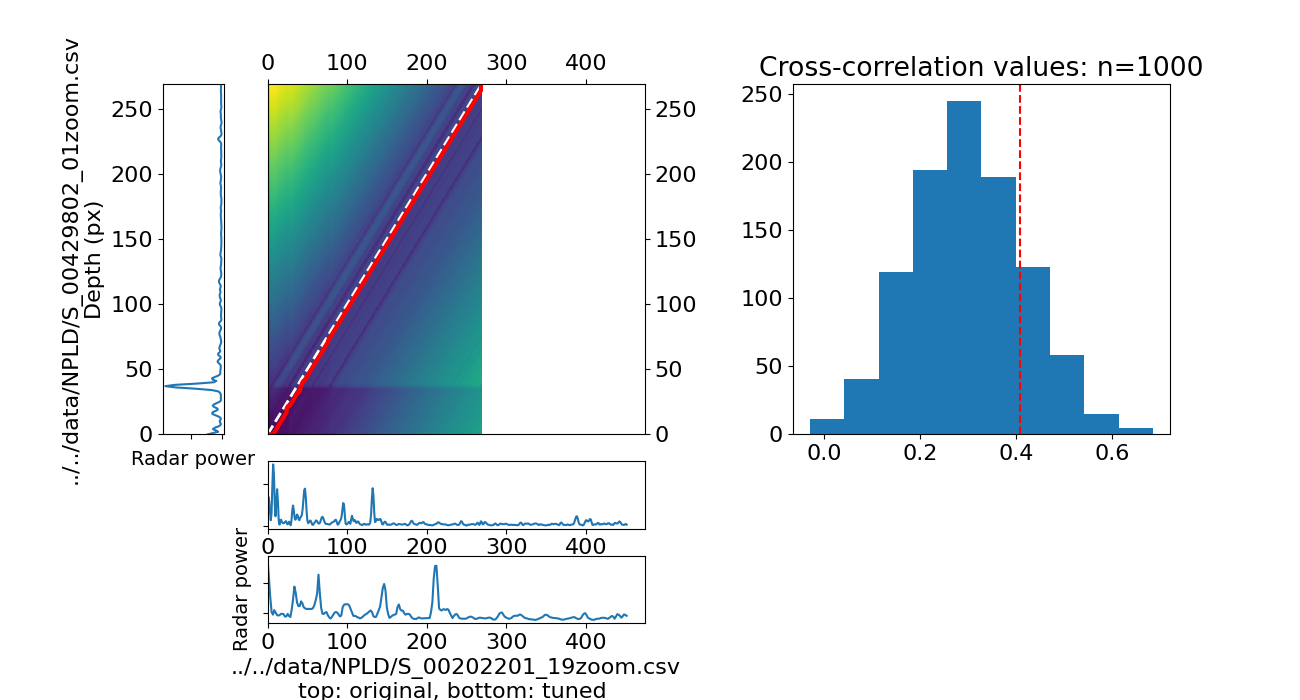 0 100 200 300 400
Cross-correlation values: n=1000
../../data/NPLD/S_00429802_01zoom.csv
Depth (px)
250
200
150
100
50
0
250
200
150
100
50
0
250
200
150
100
50
0
0.0 0.2 0.4 0.6
Radar power
0 100 200 300 400
Radar power
0 100 200 300 400
../../data/NPLD/S_00202201_19zoom.csv
top: original, bottom: tuned